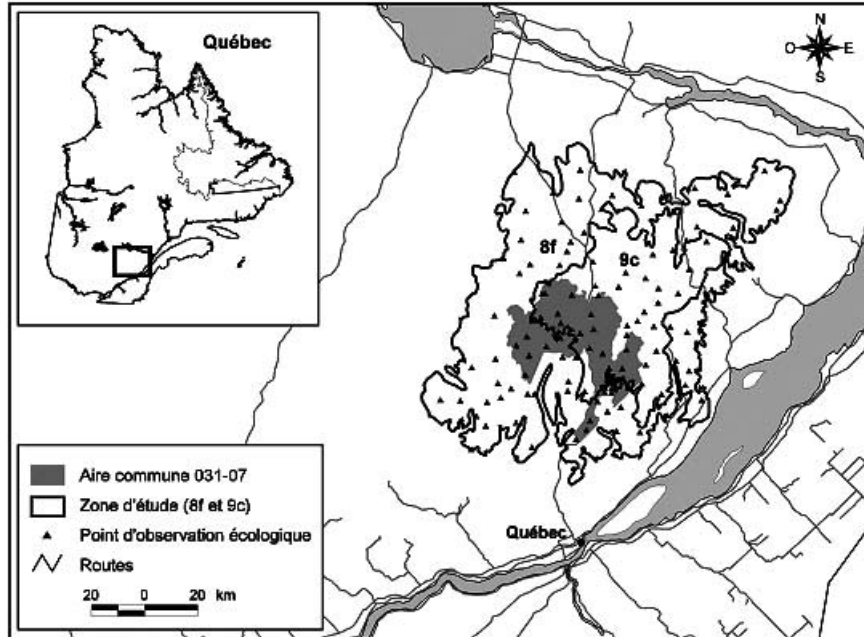 Québec
N
O E
S
8f
9c
Aire commune 031-07
Zone d'étude (8f et 9c)
Point d'observation écologique
Routes
20 0 20 km
Québec